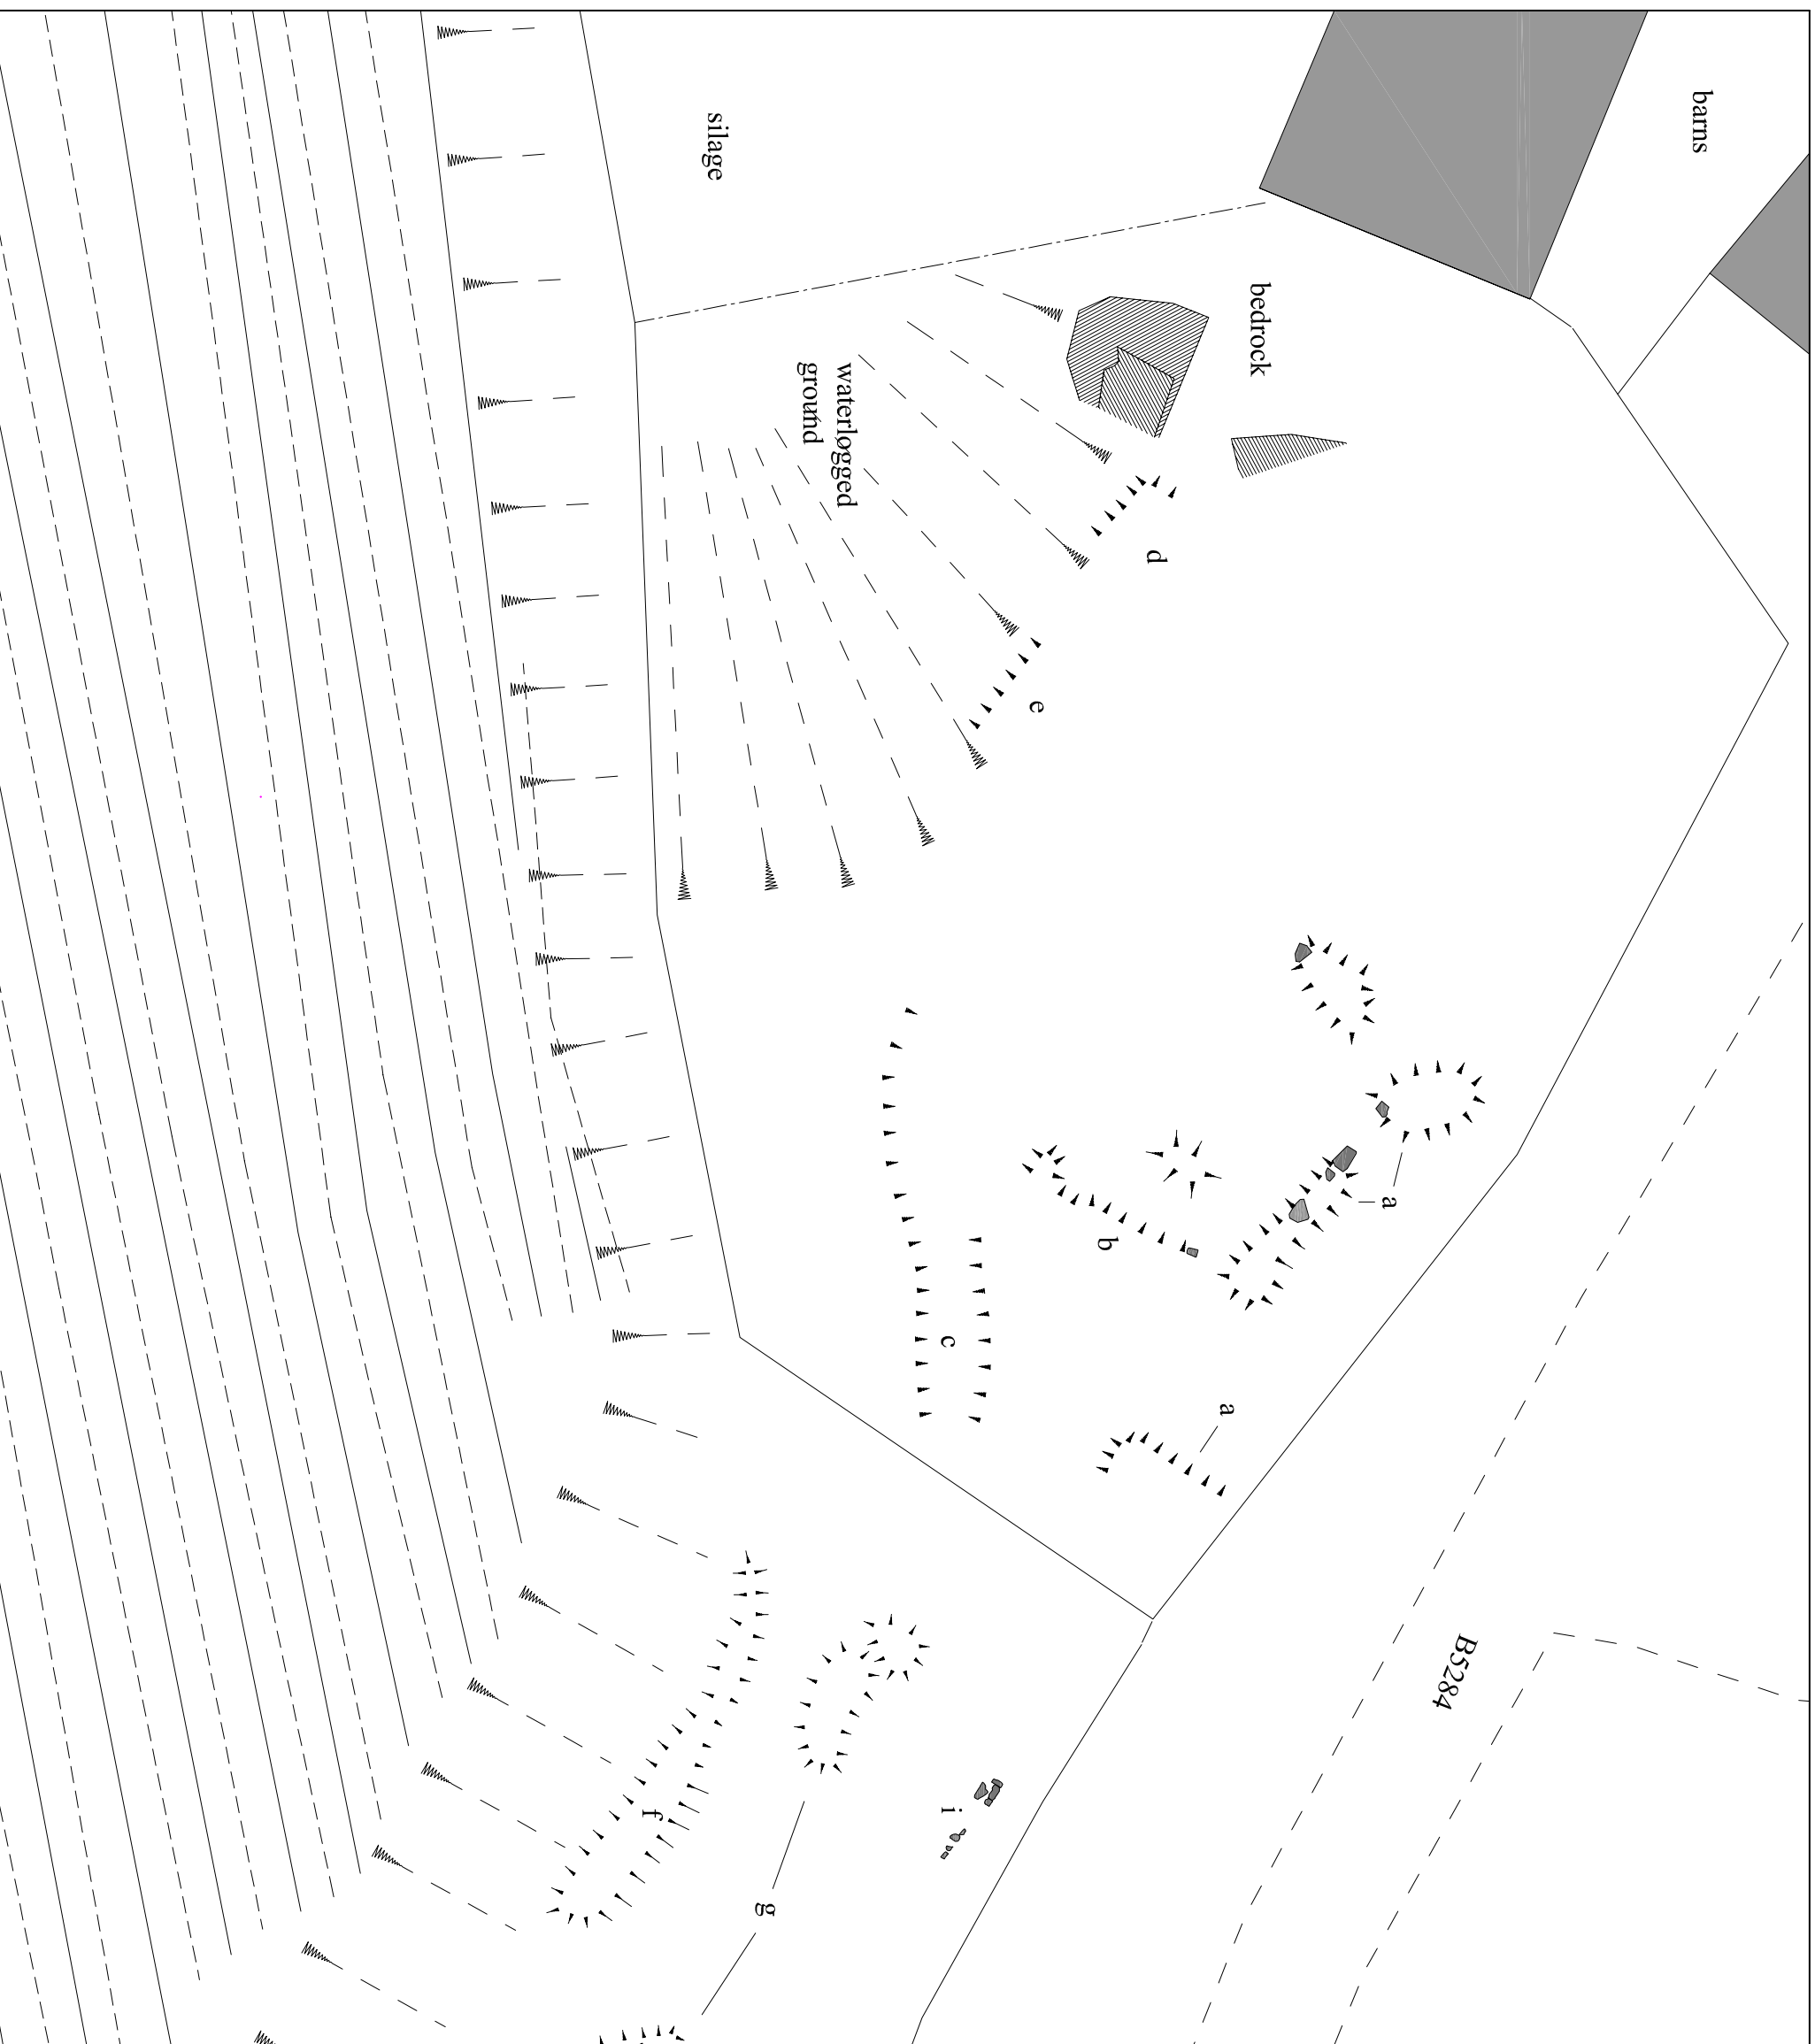 barns
silage
bedrock
waterlogged
ground
d
e
a
b
c
a
B5284
i
f
g